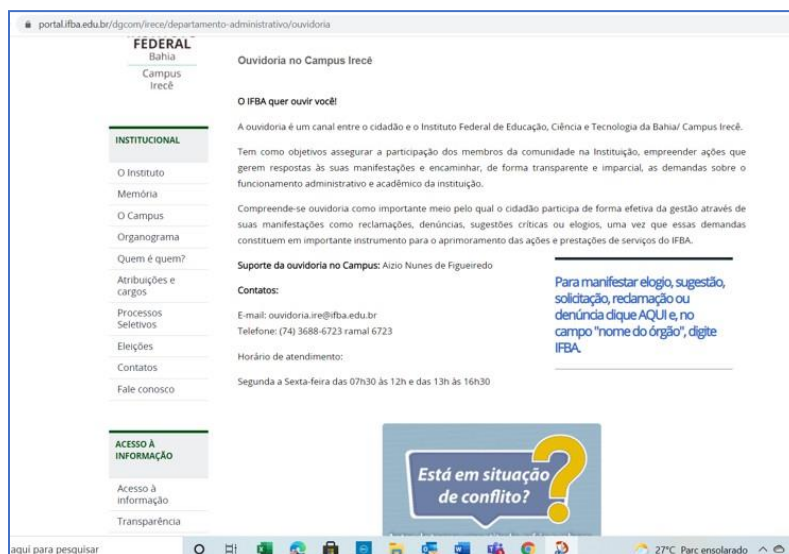 portal.ifba.edu.br/dgcom/irece/departamento-administrativo/ouvidoria
FEDERAL
Bahia
Campus
Irecê
INSTITUCIONAL
O Instituto
Memória
O Campus
Organograma
Quem é quem?
Atribuições e
cargos
Processos
Seletivos
Eleições
Contatos
Fale conosco
ACESSO À
INFORMAÇÃO
Acesso à
informação
Transparência
Ouvidoria no Campus Irecê
O IFBA quer ouvir você!
A ouvidoria é um canal entre o cidadão e o Instituto Federal de Educação, Ciência e Tecnologia da Bahia/ Campus Irecê.
Tem como objetivos assegurar a participação dos membros da comunidade na Instituição, empreender ações que
gerem respostas às suas manifestações e encaminhar, de forma transparente e imparcial, as demandas sobre o
funcionamento administrativo e acadêmico da instituição.
Compreende-se ouvidoria como importante meio pelo qual o cidadão participa de forma efetiva da gestão através de
suas manifestações como reclamações, denúncias, sugestões críticas ou elogios, uma vez que essas demandas
constituem em importante instrumento para o aprimoramento das ações e prestações de serviços do IFBA.
Suporte da ouvidoria no Campus: Aizio Nunes de Figueiredo
Contatos:
E-mail: ouvidoria.ire@ifba.edu.br
Telefone: (74) 3688-6723 ramal 6723
Horário de atendimento:
Segunda a Sexta-feira das 07h30 às 12h e das 13h às 16h30
Para manifestar elogio, sugestão,
solicitação, reclamação ou
denúncia clique AQUI e, no
campo "nome do órgão", digite
IFBA.
Está em situação
de conflito?
aqui para pesquisar
27°C Parc ensolarado